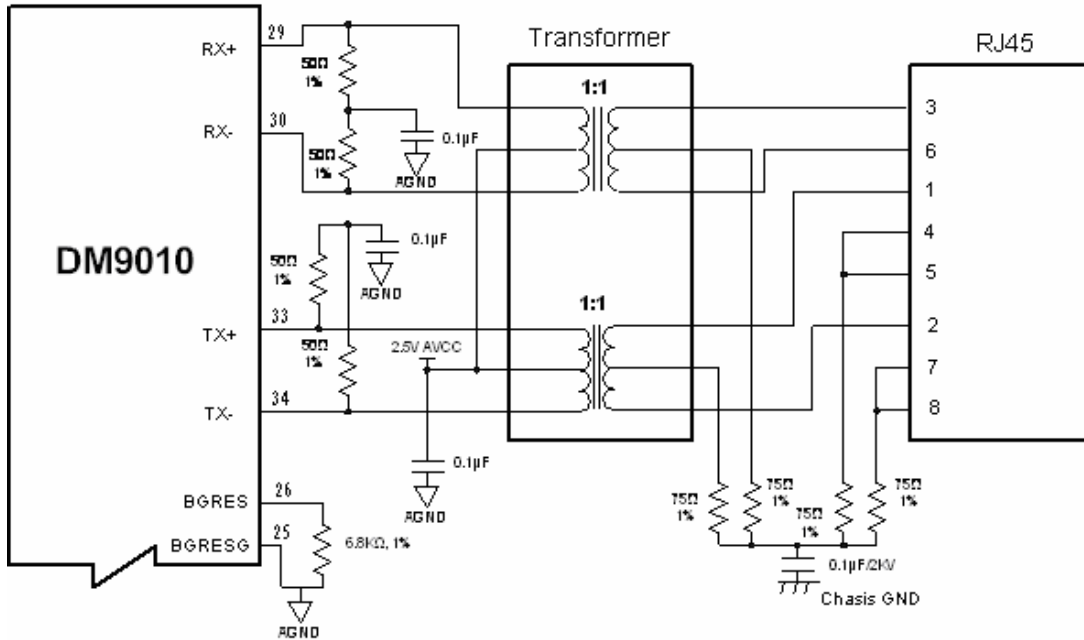 Transformer
RJ45
DM9010
RX+
29
RX-
30
50Ω
1%
50Ω
1%
0.1µF
AGND
50Ω
1%
0.1µF
AGND
TX+
33
50Ω
1%
TX-
34
2.5V AVCC
0.1µF
AGND
BGRES
26
BGRESG
25
6.8KΩ, 1%
AGND
1:1
1:1
3
6
1
4
5
2
7
8
75Ω
1%
75Ω
1%
75Ω
1%
75Ω
1%
0.1µF/2KV
Chasis GND